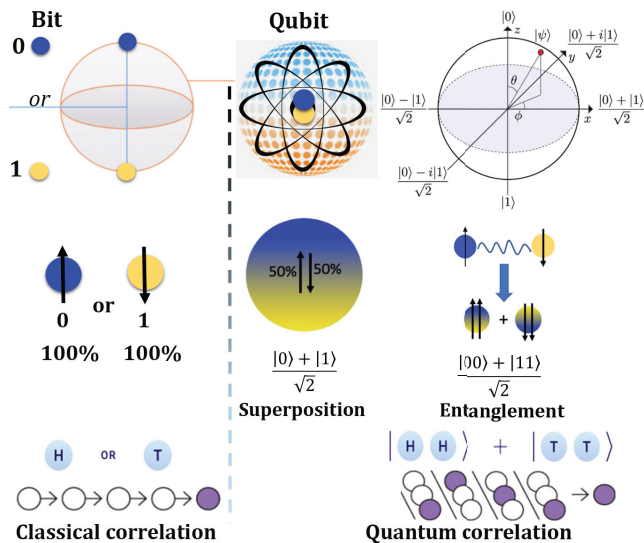 Bit
Qubit
0
or
1
|0⟩
z
|ψ⟩
|0⟩ + i|1⟩
√2
y
θ
|0⟩ − |1⟩
√2
ϕ
x
|0⟩ + |1⟩
√2
|0⟩ − i|1⟩
√2
|1⟩
0
or
1
100%
100%
50%
50%
|0⟩ + |1⟩
√2
Superposition
+
|00⟩ + |11⟩
√2
Entanglement
H OR T
Classical correlation
| H H ⟩ + | T T ⟩
Quantum correlation